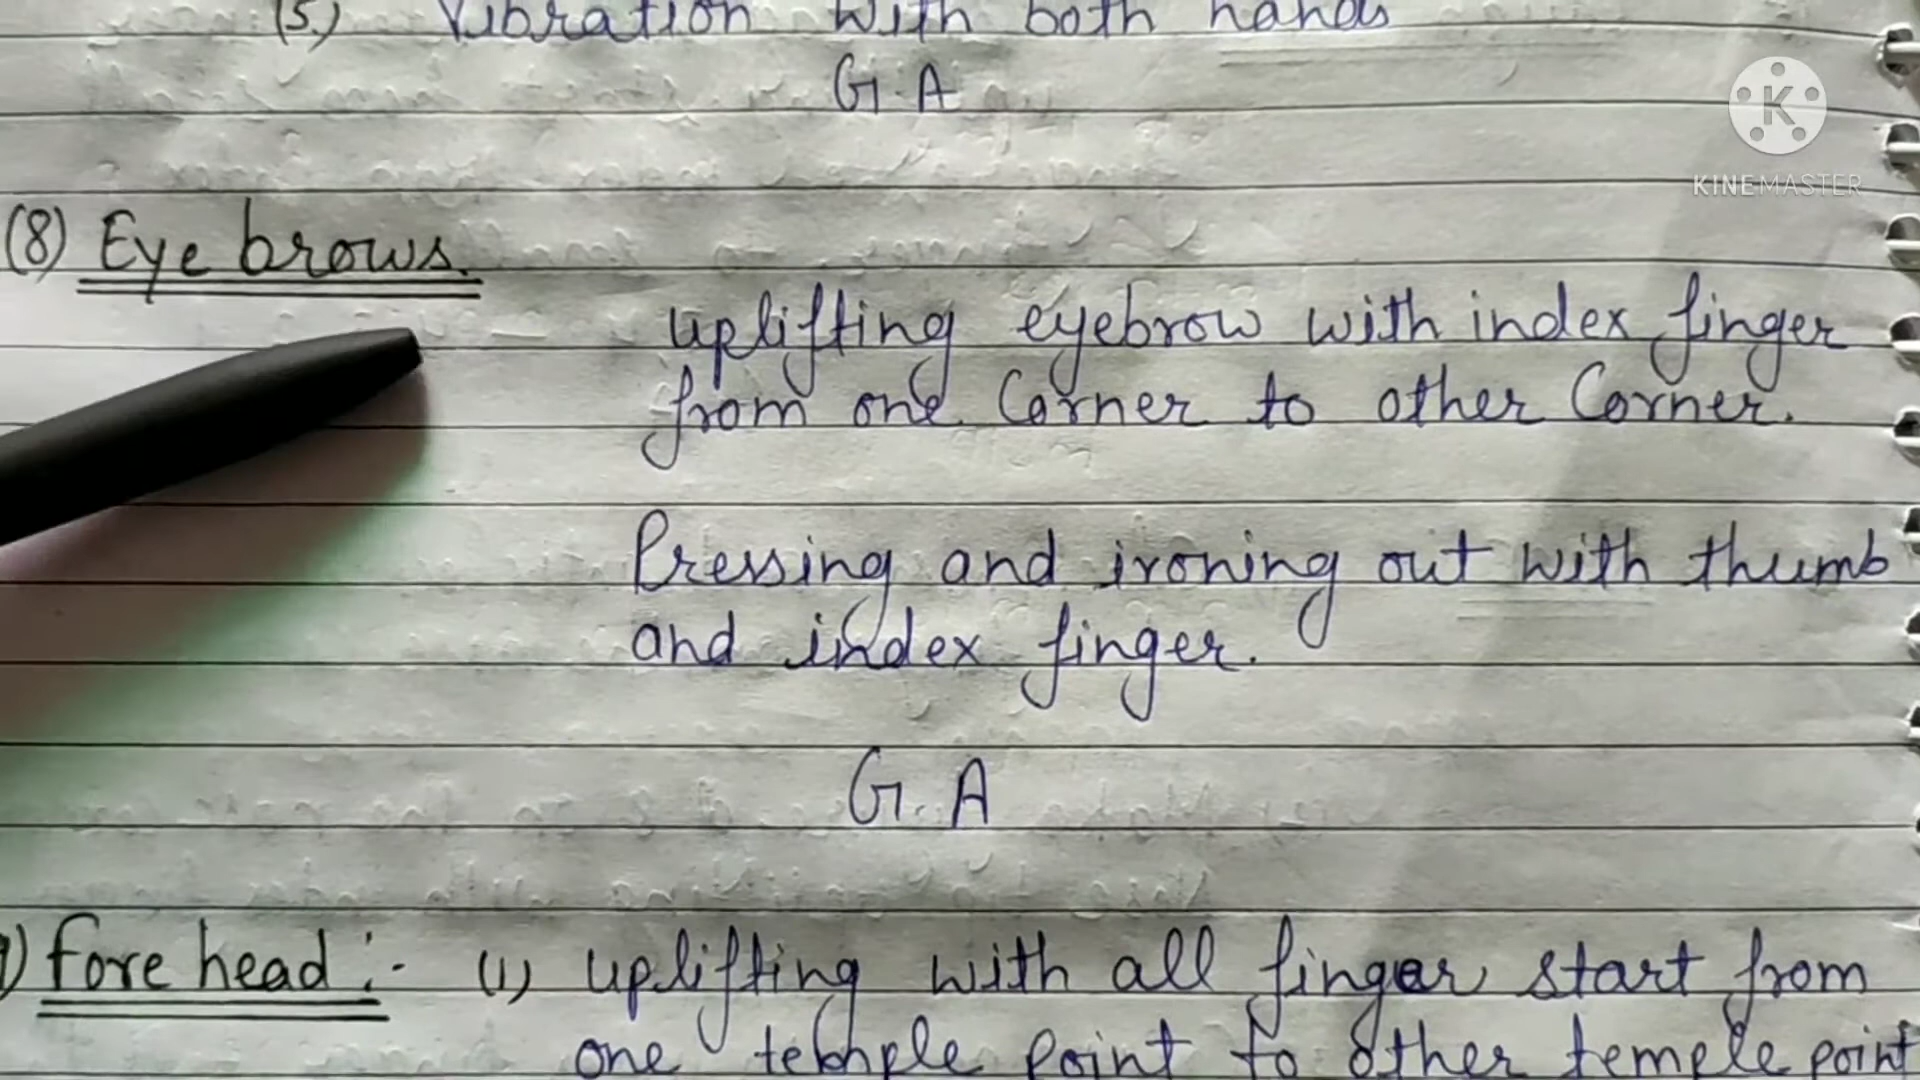 (5.) Vibration with both hands
G.A
K
KINEMASTER
(8) Eye brows.
uplifting eyebrow with index finger
from one Corner to other Corner.
Pressing and ironing out with thumb
and index finger.
G.A
) Fore head :- (1) uplifting with all finger start from
one temple point to other temple point